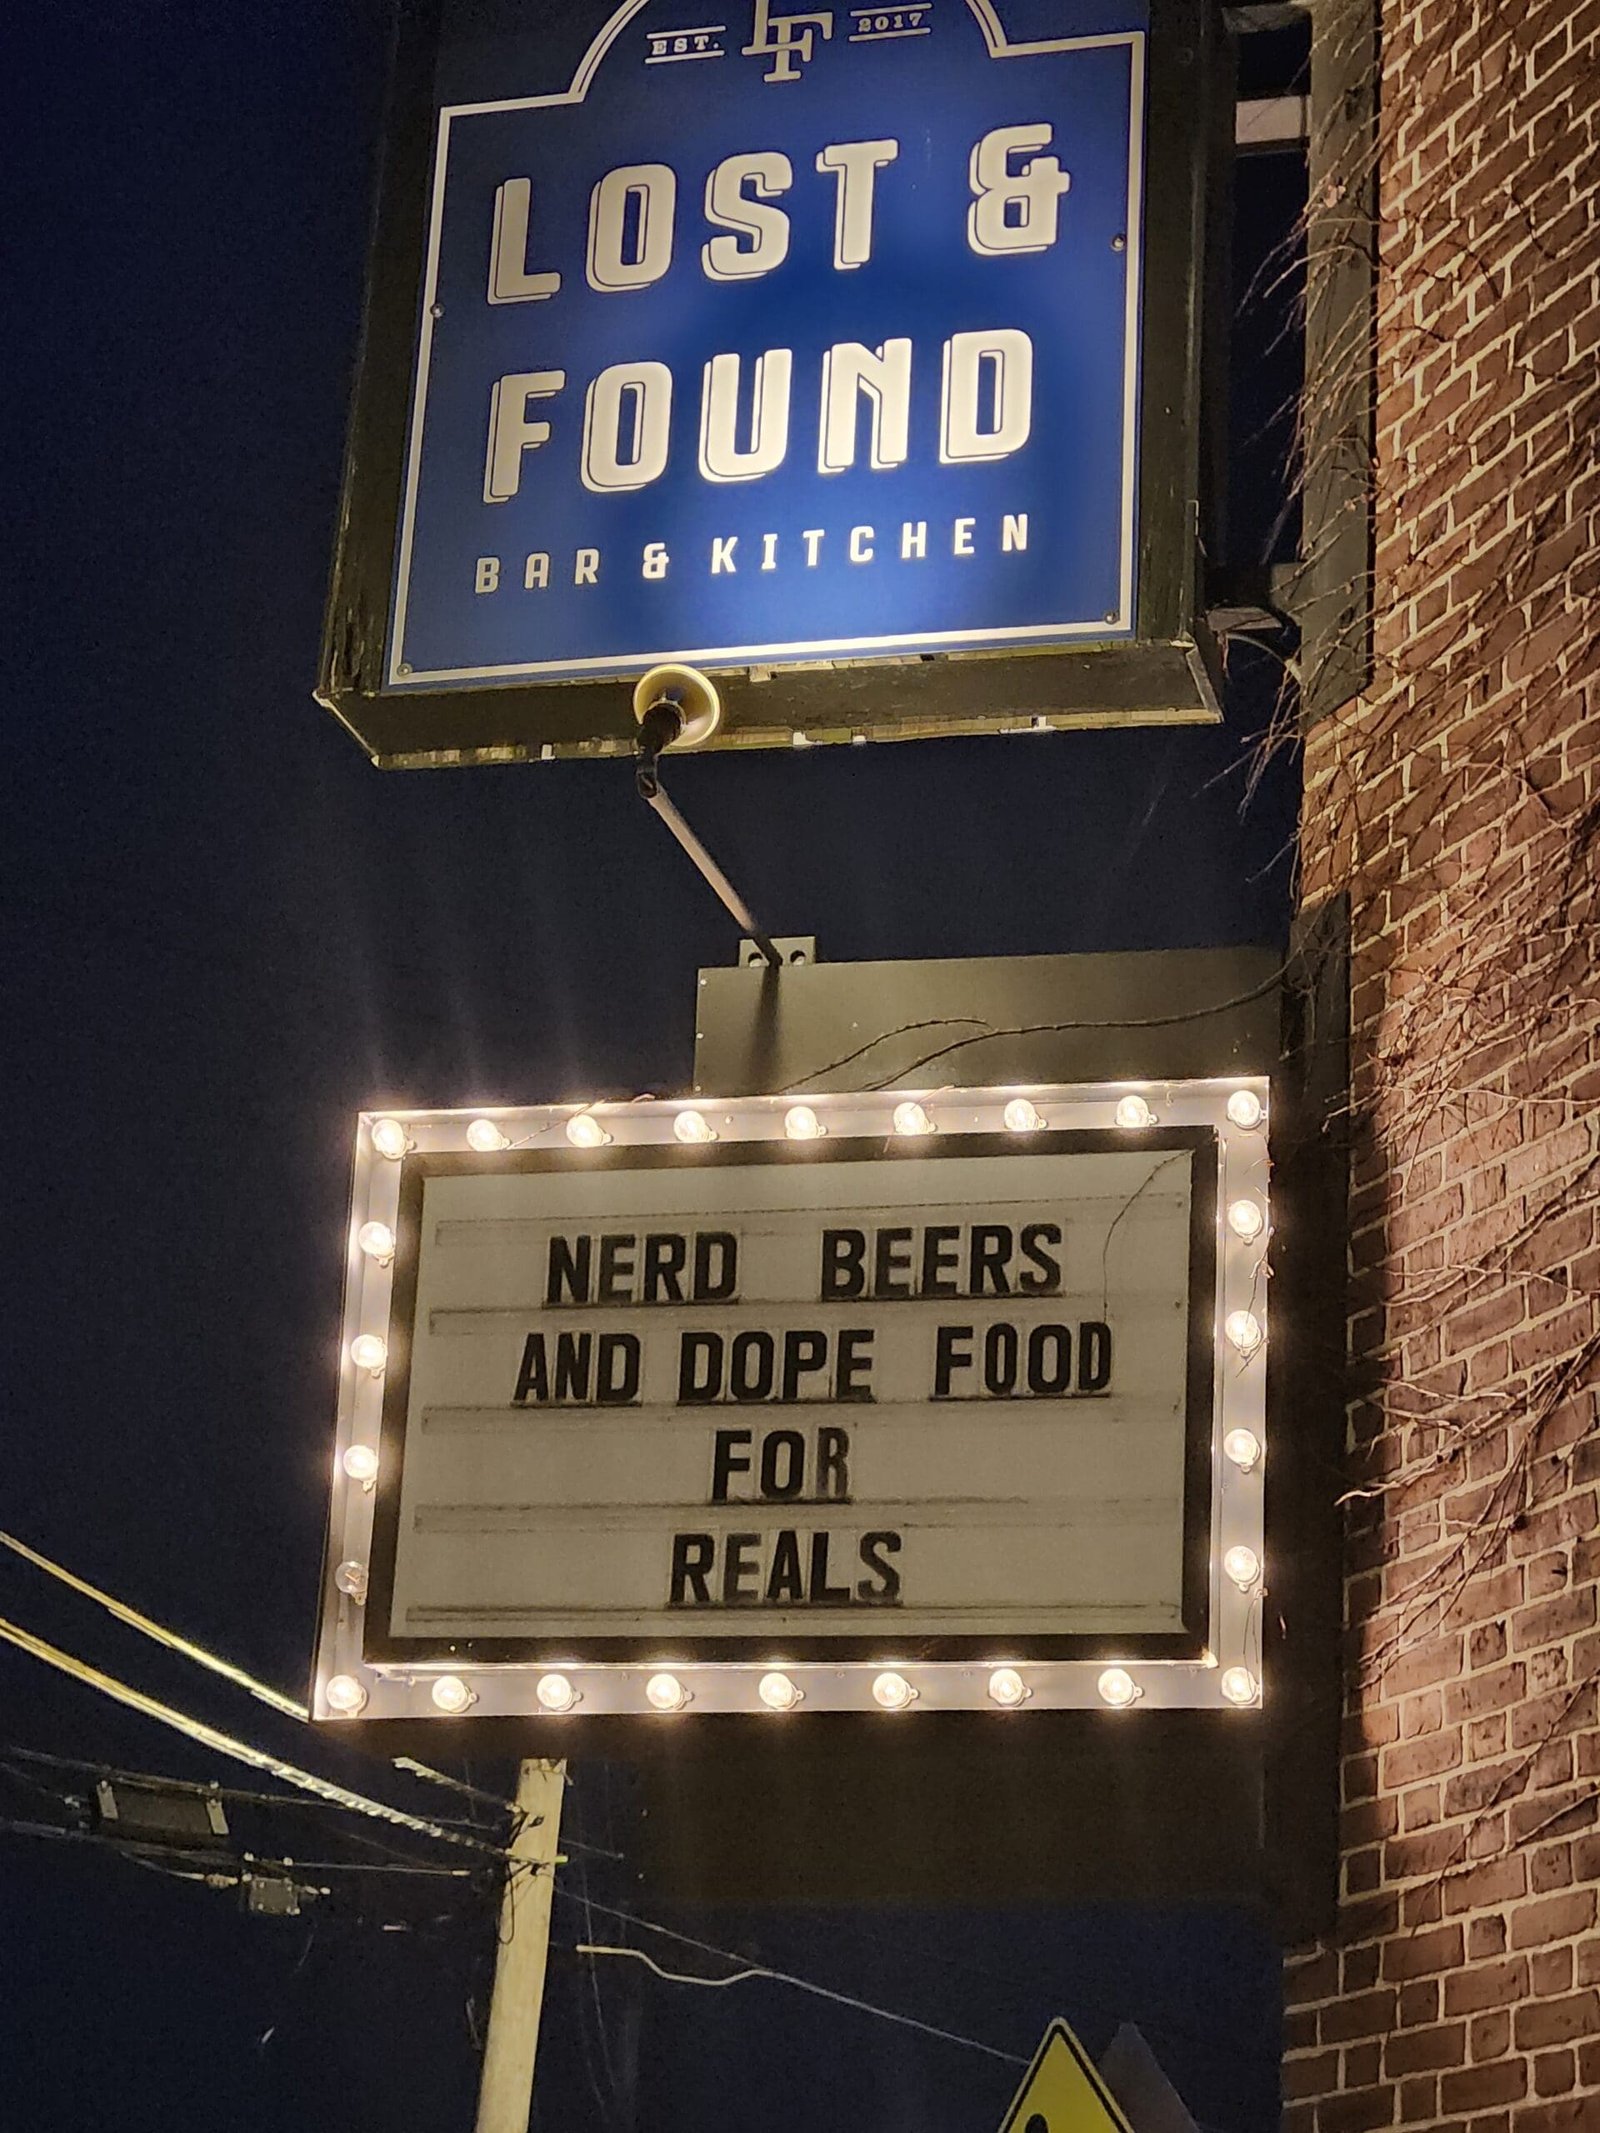 EST. LF 2017
LOST &
FOUND
BAR & KITCHEN
NERD BEERS
AND DOPE FOOD
FOR
REALS